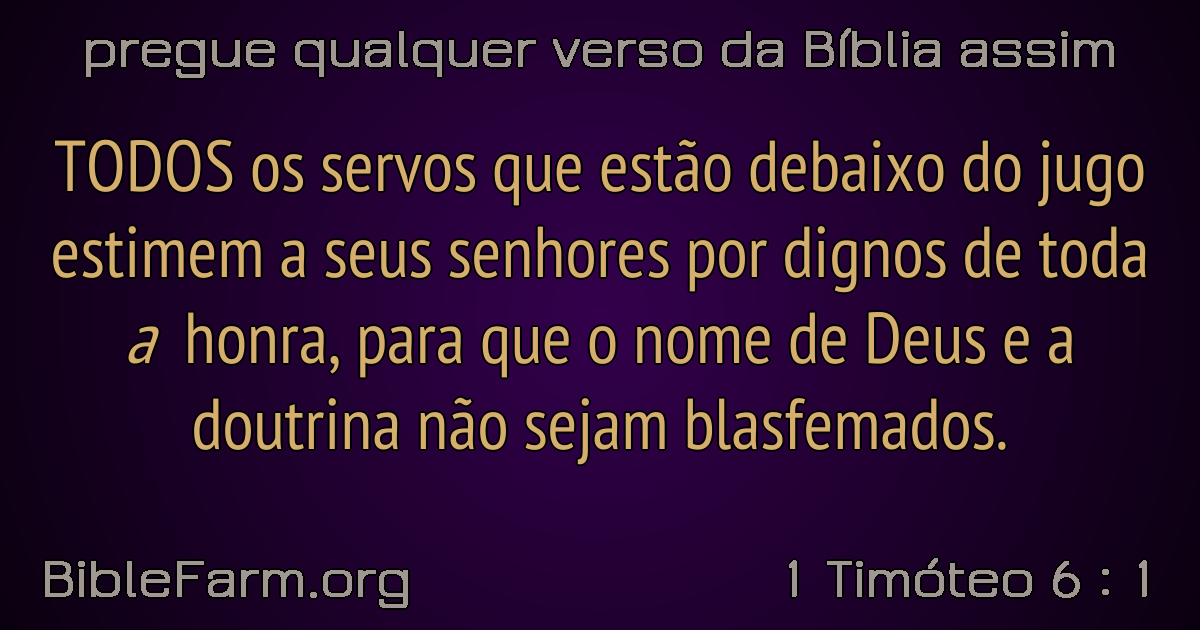 pregue qualquer verso da Bíblia assim
TODOS os servos que estão debaixo do jugo
estimem a seus senhores por dignos de toda
a honra, para que o nome de Deus e a
doutrina não sejam blasfemados.
BibleFarm.org
1 Timóteo 6 : 1